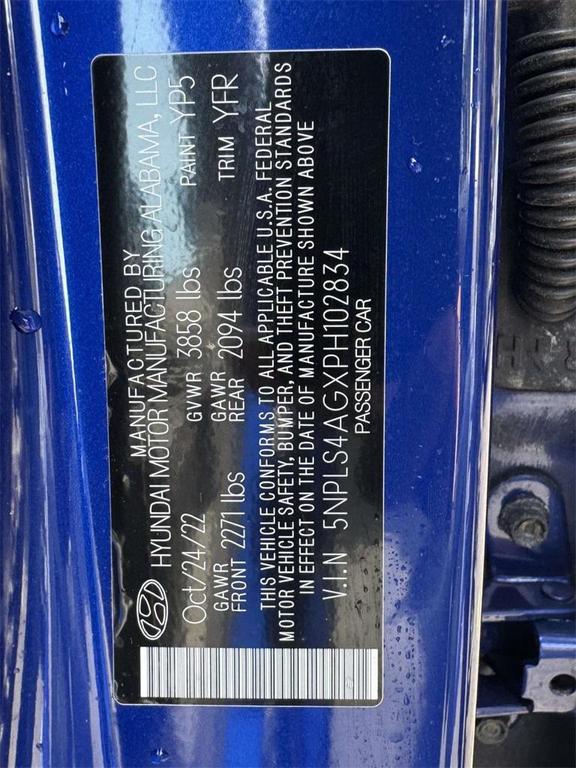 MANUFACTURED BY
HYUNDAI MOTOR MANUFACTURING ALABAMA, LLC
Oct/24/22 GVWR 3858 lbs PAINT YP5
GAWR FRONT 2271 lbs GAWR REAR 2094 lbs TRIM YFR
THIS VEHICLE CONFORMS TO ALL APPLICABLE U.S.A. FEDERAL
MOTOR VEHICLE SAFETY, BUMPER, AND THEFT PREVENTION STANDARDS
IN EFFECT ON THE DATE OF MANUFACTURE SHOWN ABOVE
V.I.N 5NPLS4AGXPH102834
PASSENGER CAR